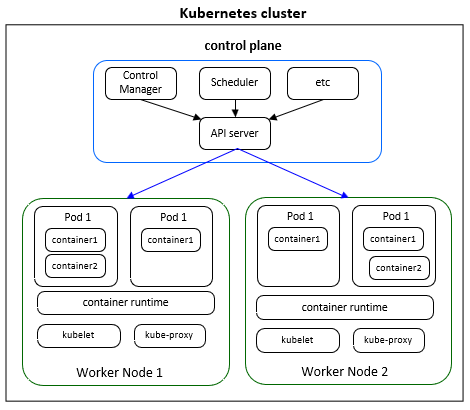 Kubernetes cluster
control plane
Control
Manager
Scheduler
etc
API server
Pod 1
container1
container2
Pod 1
container1
container runtime
kubelet
kube-proxy
Worker Node 1
Pod 1
container1
Pod 1
container1
container2
container runtime
kubelet
kube-proxy
Worker Node 2